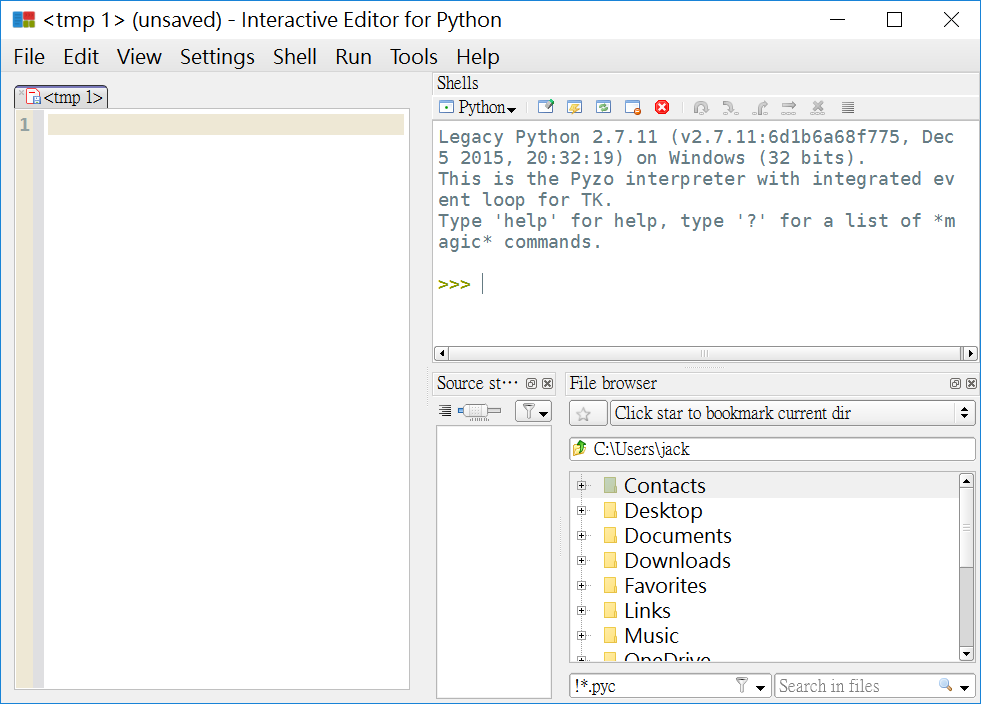 <tmp 1> (unsaved) - Interactive Editor for Python
File Edit View Settings Shell Run Tools Help
<tmp 1>
1
Shells
Python
Legacy Python 2.7.11 (v2.7.11:6d1b6a68f775, Dec
5 2015, 20:32:19) on Windows (32 bits).
This is the Pyzo interpreter with integrated ev
ent loop for TK.
Type 'help' for help, type '?' for a list of *m
agic* commands.
>>>
Source st···
File browser
Click star to bookmark current dir
C:\Users\jack
Contacts
Desktop
Documents
Downloads
Favorites
Links
Music
OneDrive
!*.pyc
Search in files